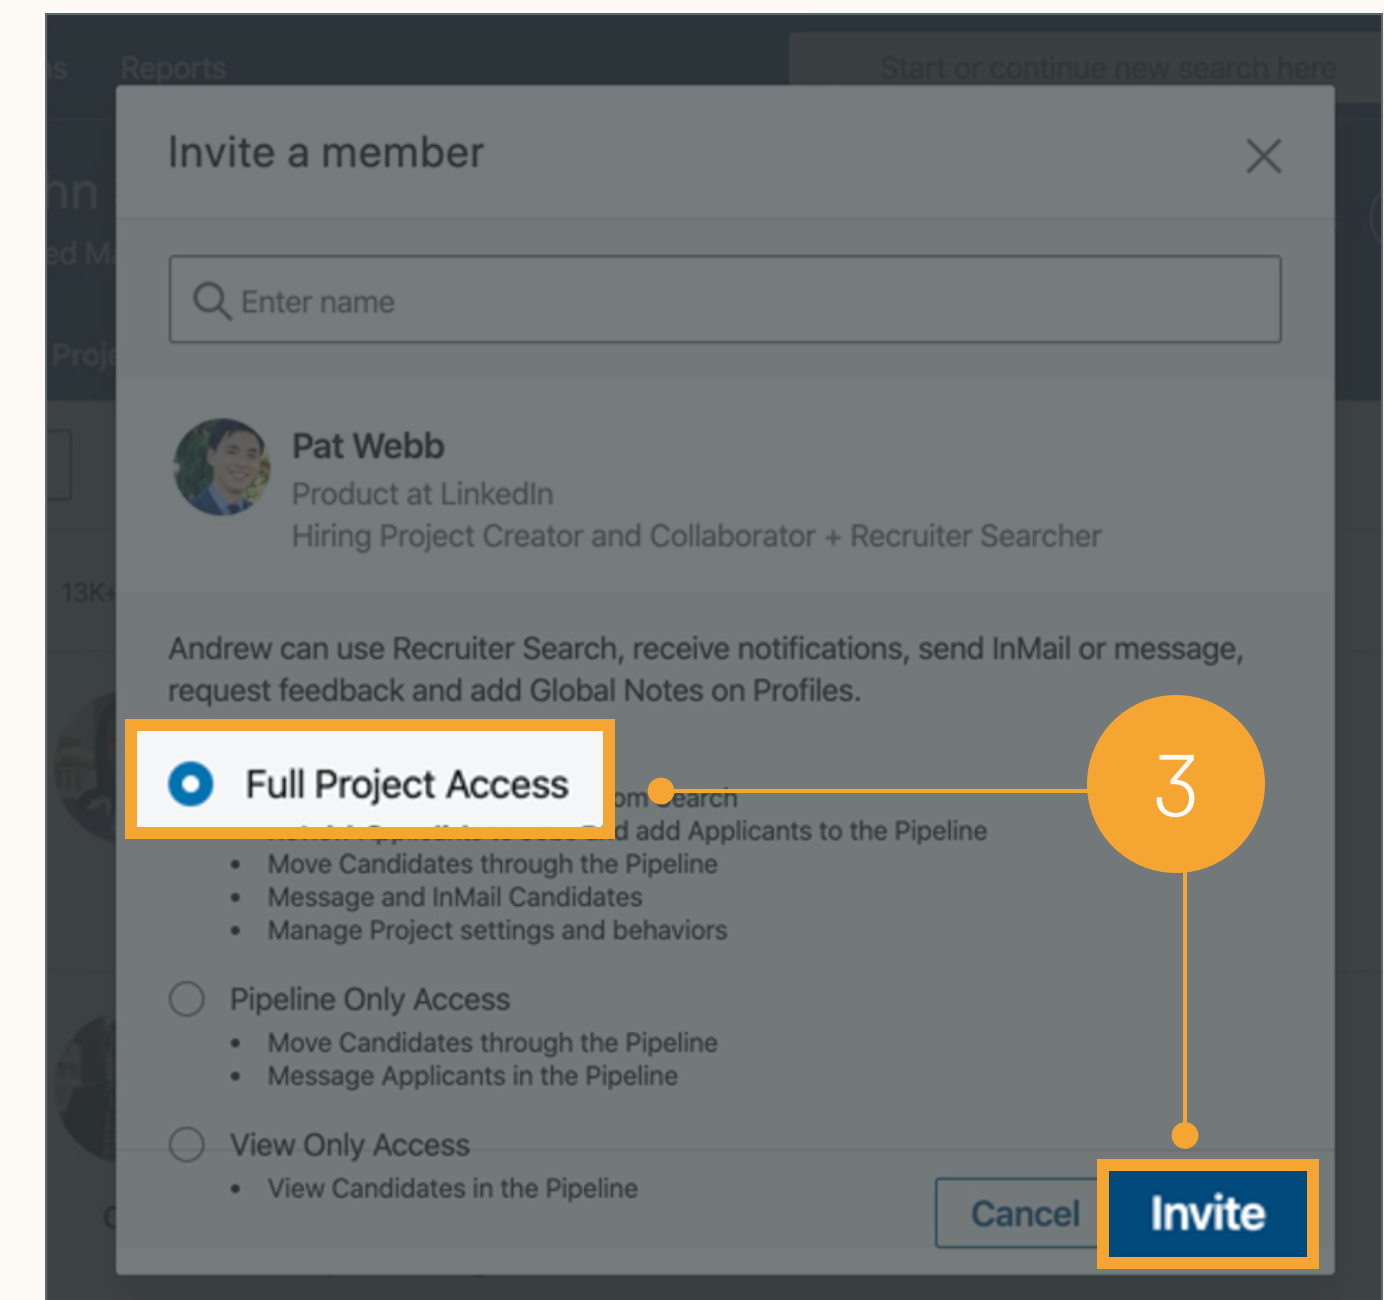 Reports
Start or continue new search here
Invite a member
Enter name
Proje
Pat Webb
Product at LinkedIn
Hiring Project Creator and Collaborator + Recruiter Searcher
13K+
Andrew can use Recruiter Search, receive notifications, send InMail or message,
request feedback and add Global Notes on Profiles.
Full Project Access
Search
add Applicants to the Pipeline
• Move Candidates through the Pipeline
• Message and InMail Candidates
• Manage Project settings and behaviors
3
Pipeline Only Access
• Move Candidates through the Pipeline
• Message Applicants in the Pipeline
View Only Access
• View Candidates in the Pipeline
Cancel
Invite